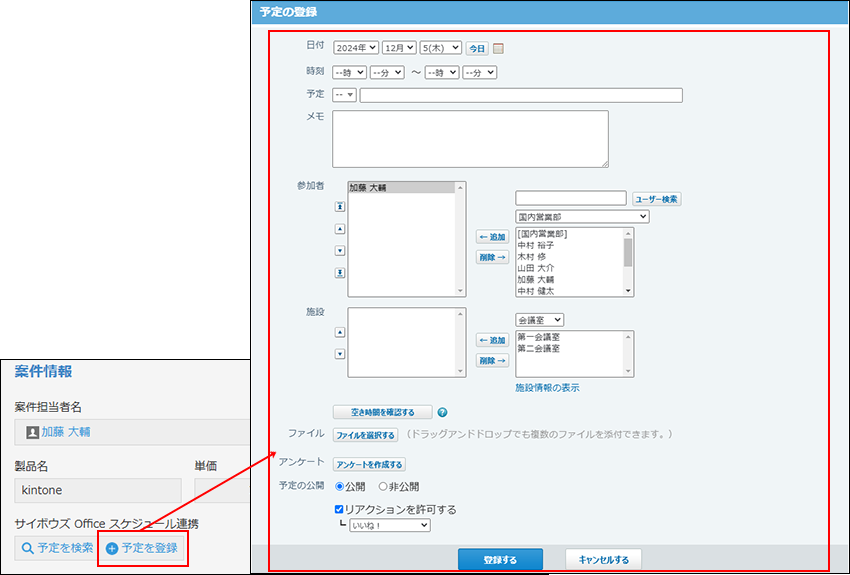 予定の登録
日付 2024年 12月 5(木) 今日
時刻 --時 --分 ～ --時 --分
予定 --
メモ
参加者 加藤 大輔
ユーザー検索
国内営業部
←追加
削除→
[国内営業部]
中村 裕子
木村 修
山田 大介
加藤 大輔
中村 健太
施設 会議室
←追加
削除→
第一会議室
第二会議室
施設情報の表示
空き時間を確認する ?
ファイル ファイルを選択する （ドラッグアンドドロップでも複数のファイルを添付できます。）
アンケート アンケートを作成する
予定の公開 公開 非公開
リアクションを許可する
いいね！
登録する キャンセルする
案件情報
案件担当者名
加藤 大輔
製品名 単価
kintone
サイボウズ Office スケジュール連携
予定を検索 予定を登録